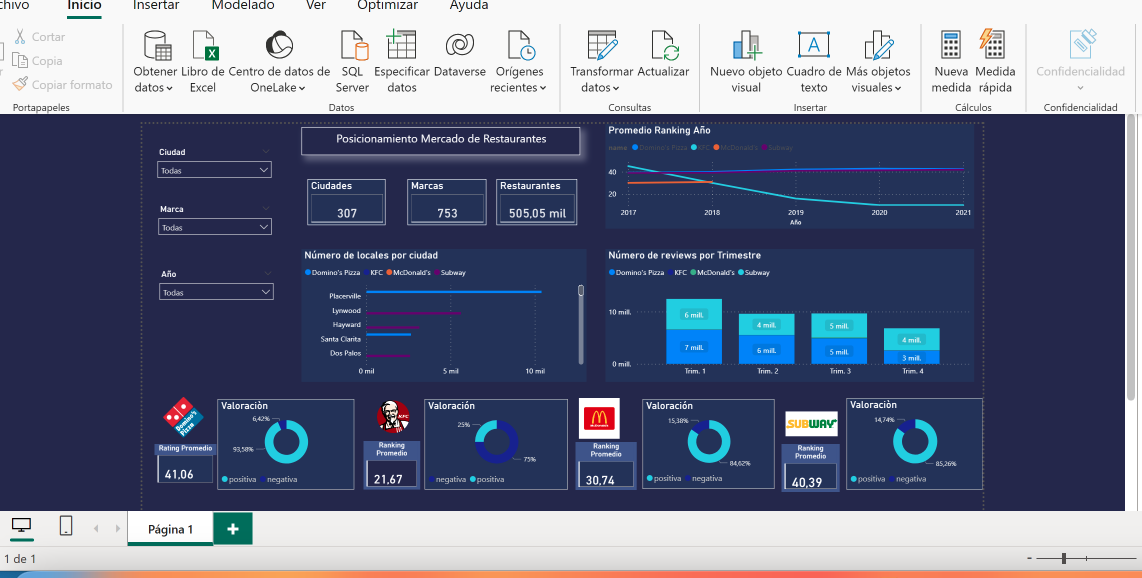 chivo Inicio Insertar Modelado Ver Optimizar Ayuda
Cortar
Copia
Copiar formato
Portapapeles
Obtener datos
Libro de Excel
Centro de datos de OneLake
SQL Server
Especificar datos
Dataverse
Orígenes recientes
Datos
Transformar datos
Actualizar
Consultas
Nuevo objeto visual
Cuadro de texto
Más objetos visuales
Insertar
Nueva medida
Medida rápida
Cálculos
Confidencialidad
Confidencialidad
Ciudad
Todas
Marca
Todas
Año
Todas
Posicionamiento Mercado de Restaurantes
Ciudades
307
Marcas
753
Restaurantes
505,05 mil
Promedio Ranking Año
name Domino's Pizza KFC McDonald's Subway
40
20
2017 2018 2019 2020 2021
Año
Número de locales por ciudad
Domino's Pizza KFC McDonald's Subway
Placerville
Lynwood
Hayward
Santa Clarita
Dos Palos
0 mil 5 mil 10 mil
Número de reviews por Trimestre
Domino's Pizza KFC McDonald's Subway
10 mill.
0 mill.
6 mill. 4 mill. 5 mill. 4 mill.
7 mill. 6 mill. 5 mill. 3 mill.
Trim. 1 Trim. 2 Trim. 3 Trim. 4
Domino's Pizza
Rating Promedio
41,06
Valoraciòn
6,42%
93,58%
positiva negativa
KFC
Ranking Promedio
21,67
Valoración
25%
75%
negativa positiva
McDonald's
Ranking Promedio
30,74
Valoración
15,38%
84,62%
positiva negativa
SUBWAY
Ranking Promedio
40,39
Valoración
14,74%
85,26%
positiva negativa
Página 1
1 de 1